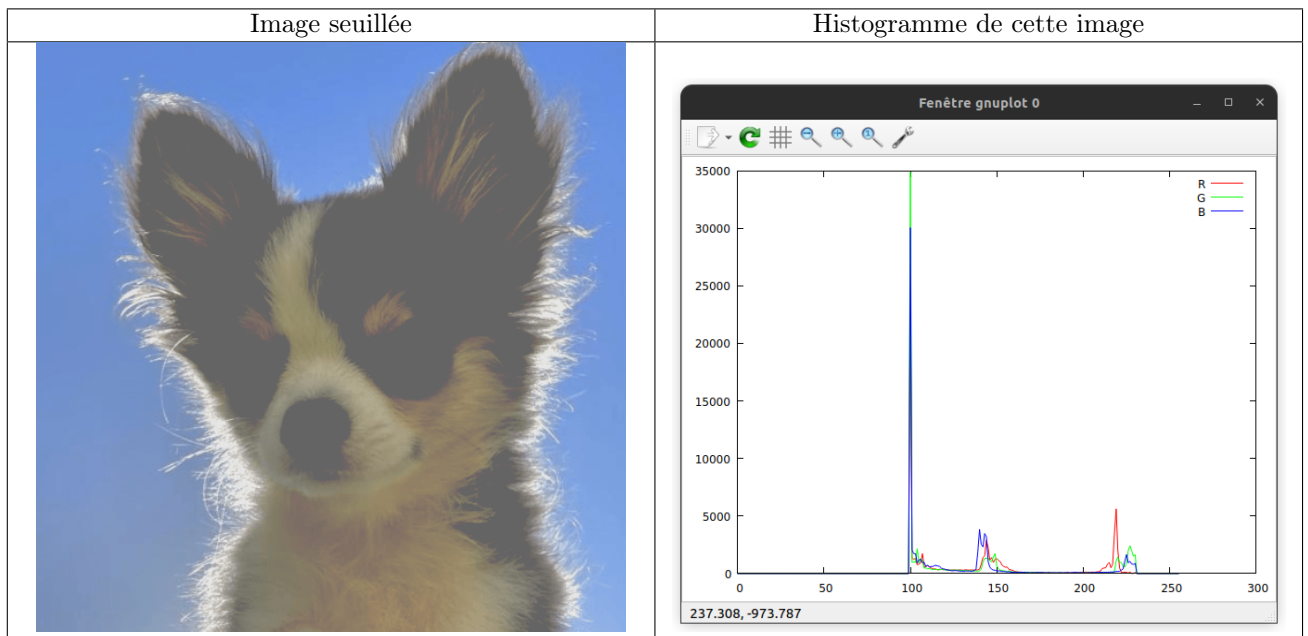 Image seuillée
Histogramme de cette image
Fenêtre gnuplot 0
35000
30000
25000
20000
15000
10000
5000
0
0 50 100 150 200 250 300
R
G
B
237.308, -973.787